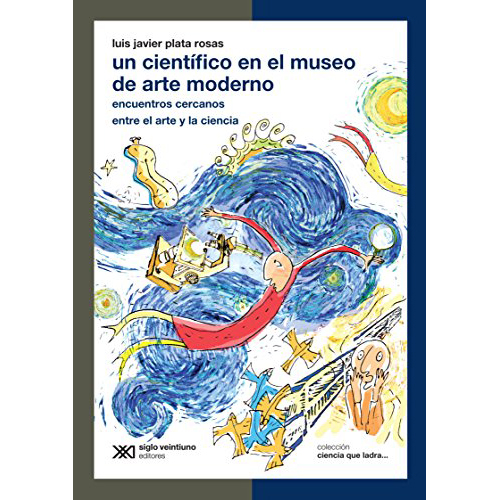 luis javier plata rosas
un científico en el museo
de arte moderno
encuentros cercanos
entre el arte y la ciencia
siglo veintiuno
editores
colección
ciencia que ladra...